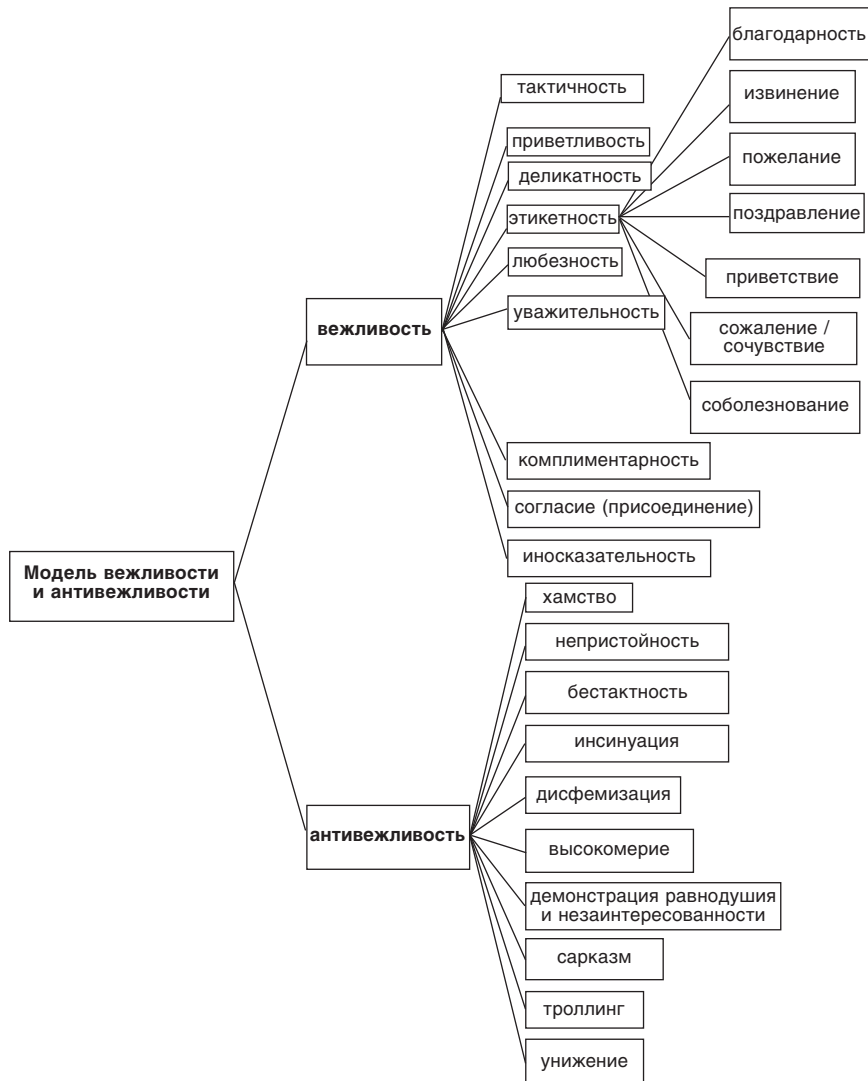 благодарность
тактичность
извинение
приветливость
пожелание
деликатность
этикетность
поздравление
любезность
приветствие
вежливость
уважительность
сожаление /
сочувствие
соболезнование
комплиментарность
согласие (присоединение)
иносказательность
Модель вежливости
и антивежливости
хамство
непристойность
бестактность
инсинуация
дисфемизация
антивежливость
высокомерие
демонстрация равнодушия
и незаинтересованности
сарказм
троллинг
унижение